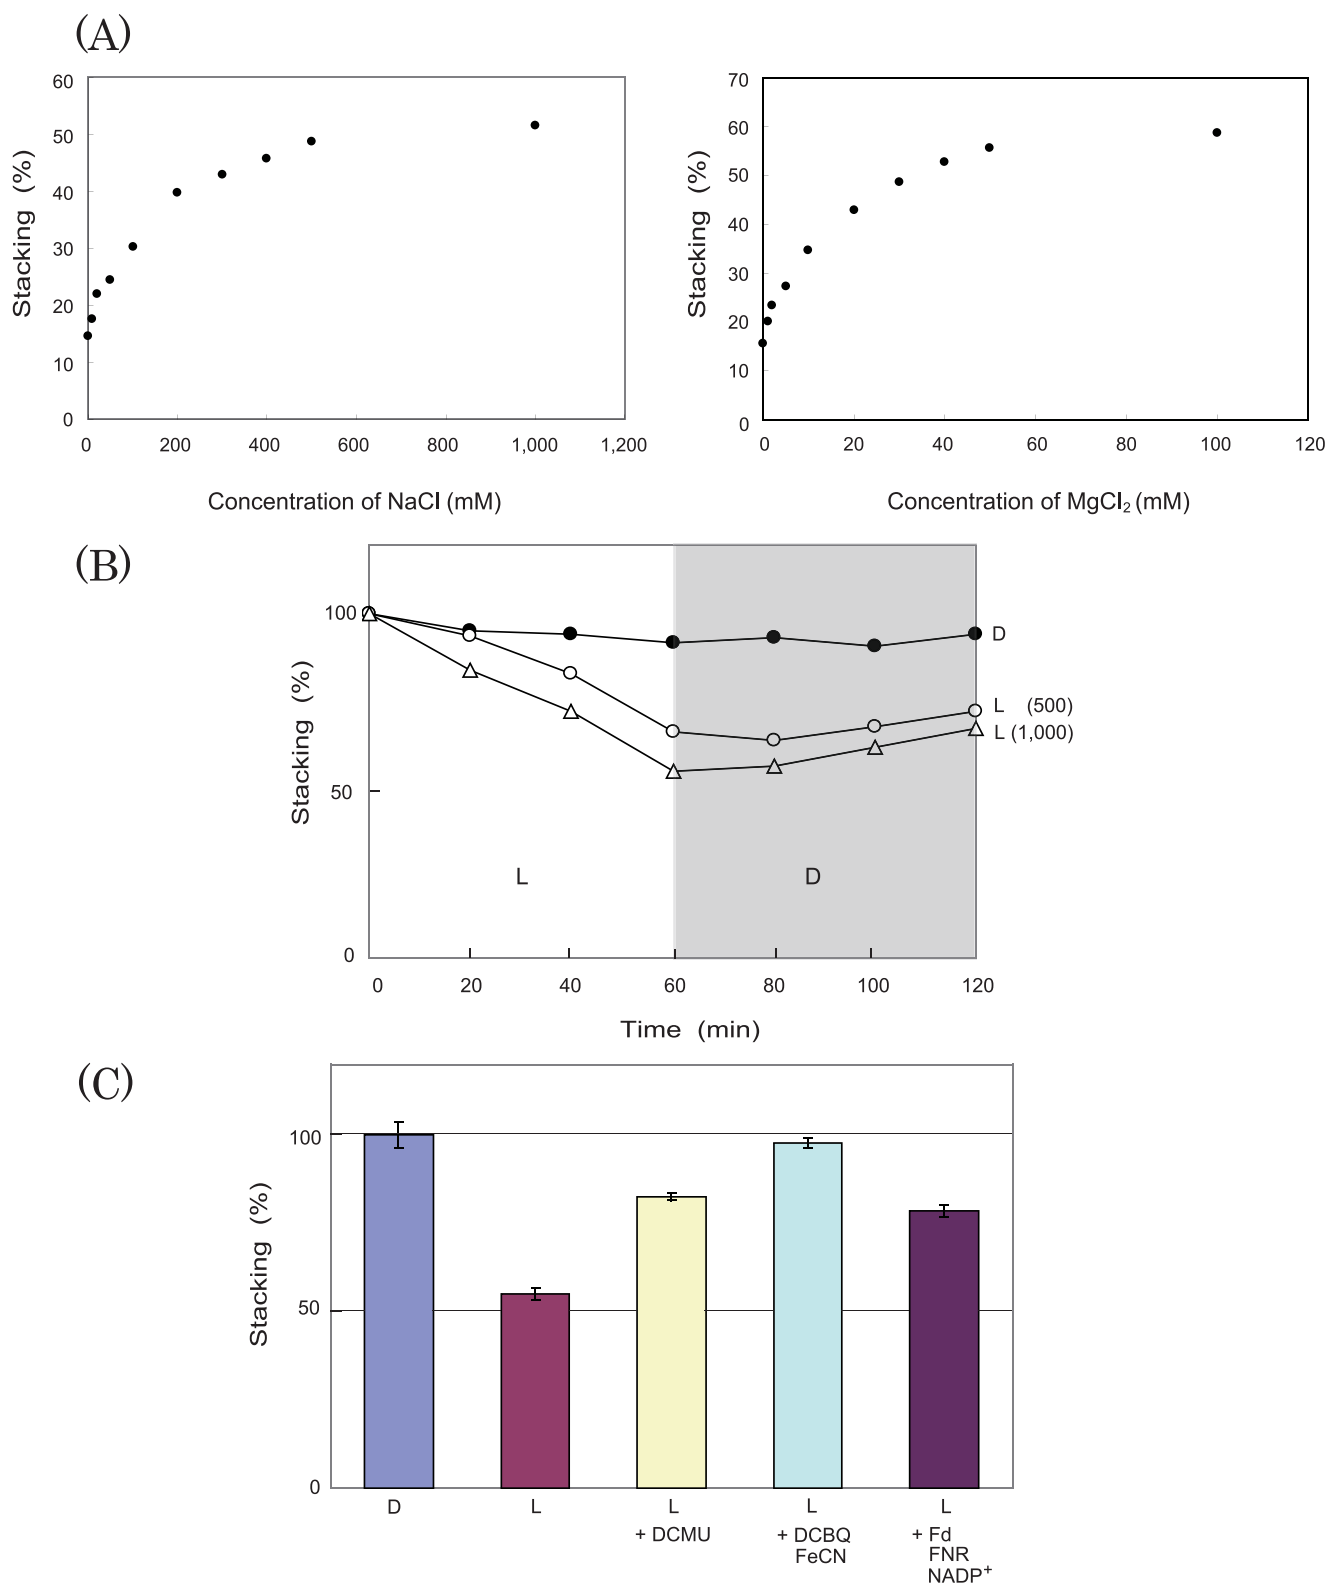 (A)
60
50
40
30
20
10
0
Stacking (%)
0 200 400 600 800 1,000 1,200
Concentration of NaCl (mM)
70
60
50
40
30
20
10
0
Stacking (%)
0 20 40 60 80 100 120
Concentration of MgCl₂ (mM)
(B)
100
50
0
Stacking (%)
D
L (500)
L (1,000)
L
D
0 20 40 60 80 100 120
Time (min)
(C)
100
50
0
Stacking (%)
D
L
L
+ DCMU
L
+ DCBQ
FeCN
L
+ Fd
FNR
NADP⁺